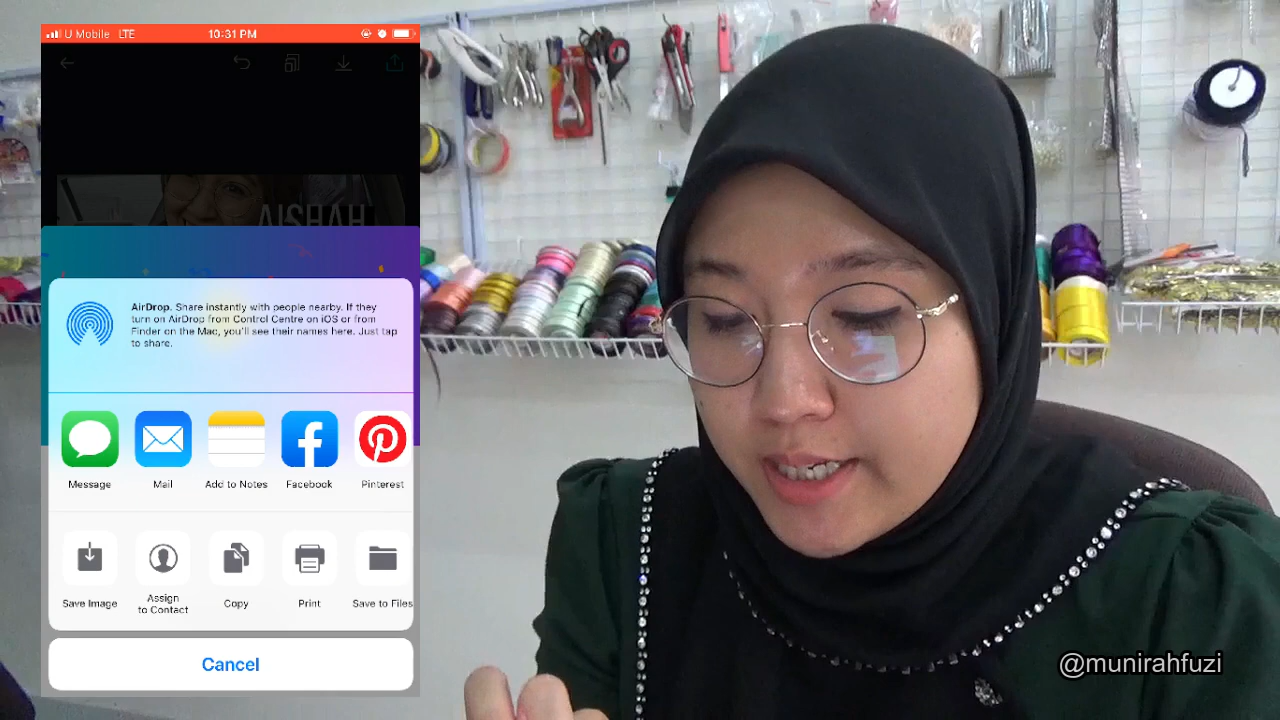 U Mobile LTE 10:31 PM
AISHAH
AirDrop. Share instantly with people nearby. If they
turn on AirDrop from Control Centre on iOS or from
Finder on the Mac, you'll see their names here. Just tap
to share.
Message Mail Add to Notes Facebook Pinterest
Save Image Assign to Contact Copy Print Save to Files
Cancel
@munirahfuzi